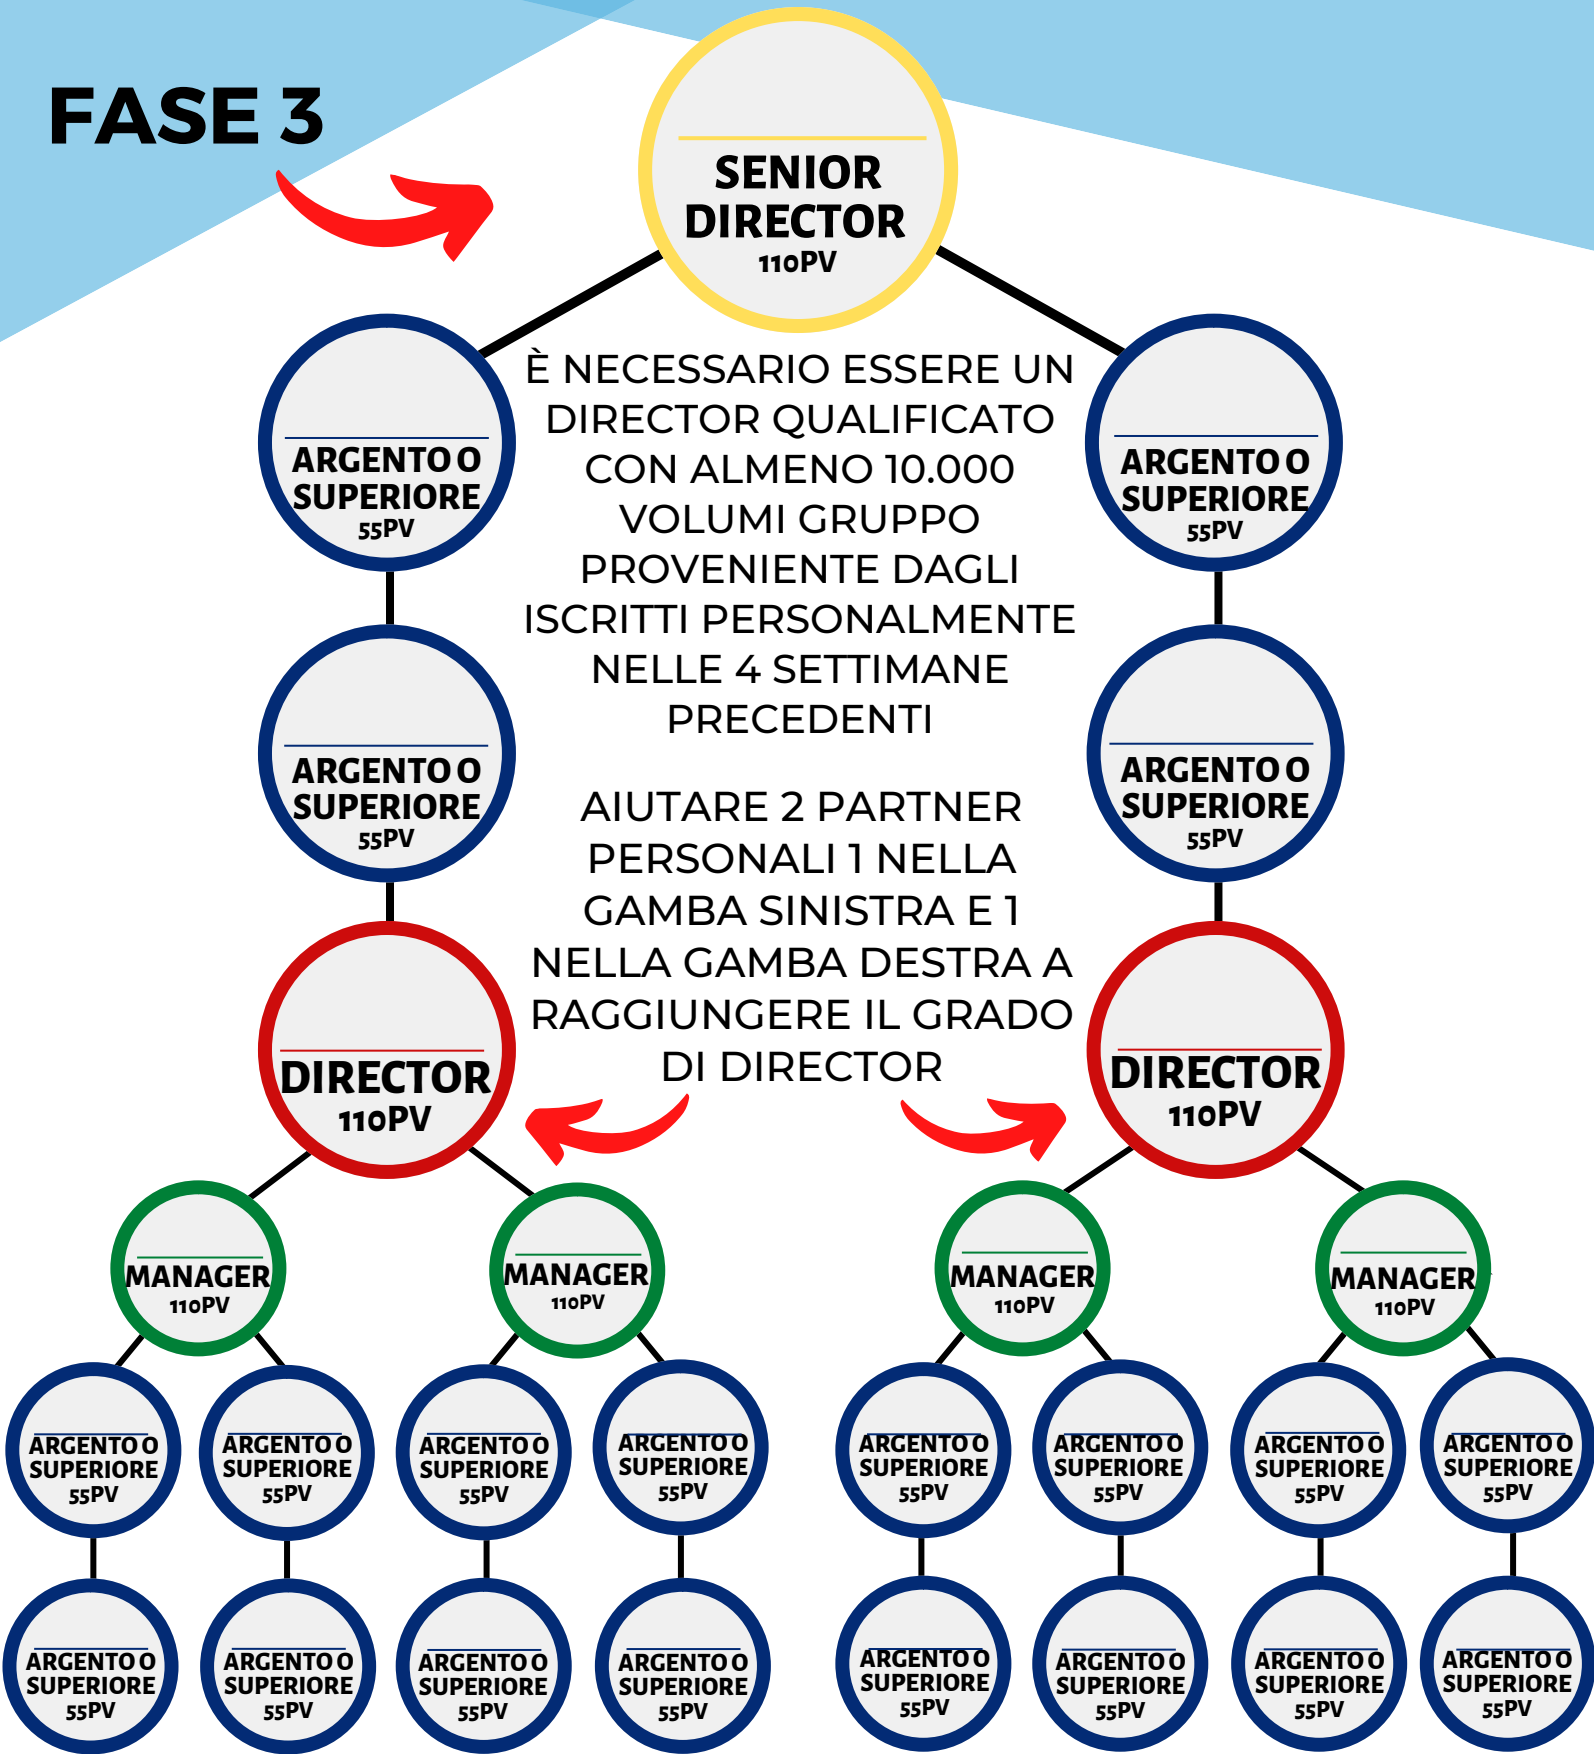 FASE 3
SENIOR
DIRECTOR
110PV
È NECESSARIO ESSERE UN
DIRECTOR QUALIFICATO
CON ALMENO 10.000
VOLUMI GRUPPO
PROVENIENTE DAGLI
ISCRITTI PERSONALMENTE
NELLE 4 SETTIMANE
PRECEDENTI
ARGENTO O
SUPERIORE
55PV
ARGENTO O
SUPERIORE
55PV
ARGENTO O
SUPERIORE
55PV
ARGENTO O
SUPERIORE
55PV
AIUTARE 2 PARTNER
PERSONALI 1 NELLA
GAMBA SINISTRA E 1
NELLA GAMBA DESTRA A
RAGGIUNGERE IL GRADO
DI DIRECTOR
DIRECTOR
110PV
DIRECTOR
110PV
MANAGER
110PV
MANAGER
110PV
MANAGER
110PV
MANAGER
110PV
ARGENTO O
SUPERIORE
55PV
ARGENTO O
SUPERIORE
55PV
ARGENTO O
SUPERIORE
55PV
ARGENTO O
SUPERIORE
55PV
ARGENTO O
SUPERIORE
55PV
ARGENTO O
SUPERIORE
55PV
ARGENTO O
SUPERIORE
55PV
ARGENTO O
SUPERIORE
55PV
ARGENTO O
SUPERIORE
55PV
ARGENTO O
SUPERIORE
55PV
ARGENTO O
SUPERIORE
55PV
ARGENTO O
SUPERIORE
55PV
ARGENTO O
SUPERIORE
55PV
ARGENTO O
SUPERIORE
55PV
ARGENTO O
SUPERIORE
55PV
ARGENTO O
SUPERIORE
55PV